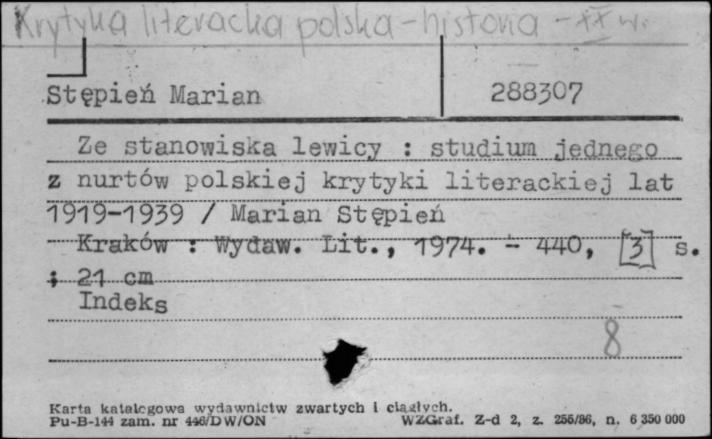 Krytyka literacka polska - historia - XX w.
Stępień Marian 288307
Ze stanowiska lewicy : studium jednego
z nurtów polskiej krytyki literackiej lat
1919-1939 / Marian Stępień
Kraków : Wydaw. Lit., 1974. - 440, [3] s.
; 21 cm
Indeks
8
Karta katalogowa wydawnictw zwartych i ciągłych.
Pu-B-144 zam. nr 446/DW/ON WZGraf. Z-d 2, z. 256/86, n. 6 350 000